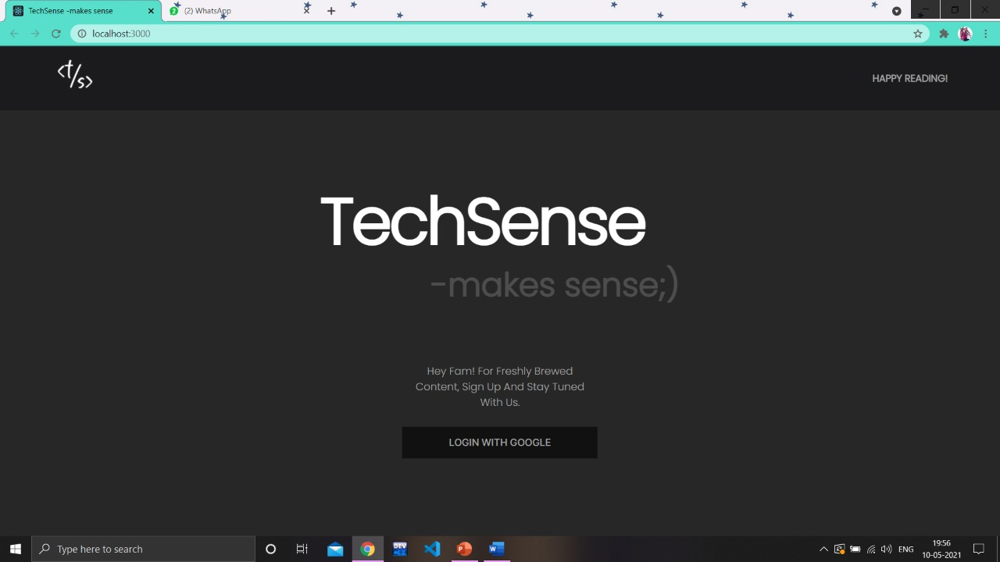 TechSense -makes sense
2
(2) WhatsApp
localhost:3000
<t/s>
HAPPY READING!
TechSense
-makes sense;)
Hey Fam! For Freshly Brewed
Content, Sign Up And Stay Tuned
With Us.
LOGIN WITH GOOGLE
Type here to search
DEV
ENG
19:56
10-05-2021